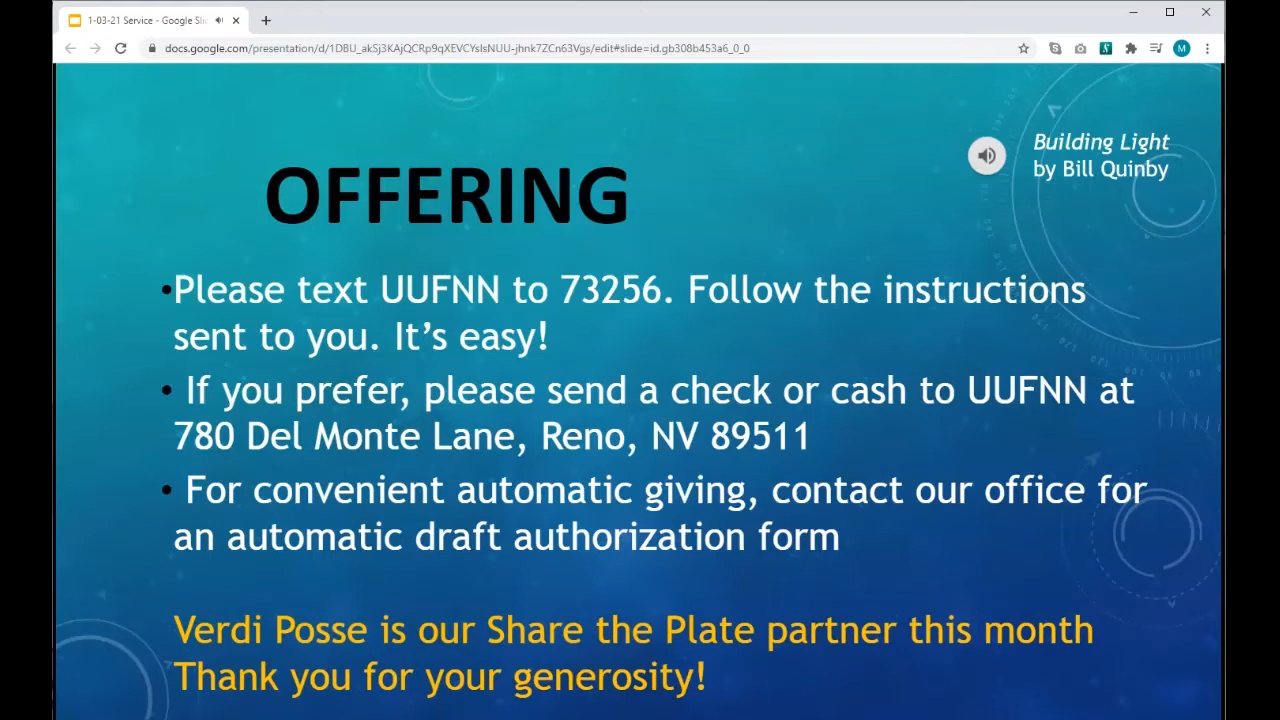 1-03-21 Service - Google Sli
docs.google.com/presentation/d/1DBU_akSj3KAjQCRp9qXEVCYslsNUU-jhnk7ZCn63Vgs/edit#slide=id.gb308b453a6_0_0
M
Building Light
by Bill Quinby
OFFERING
•Please text UUFNN to 73256. Follow the instructions
sent to you. It’s easy!
• If you prefer, please send a check or cash to UUFNN at
780 Del Monte Lane, Reno, NV 89511
• For convenient automatic giving, contact our office for
an automatic draft authorization form
Verdi Posse is our Share the Plate partner this month
Thank you for your generosity!